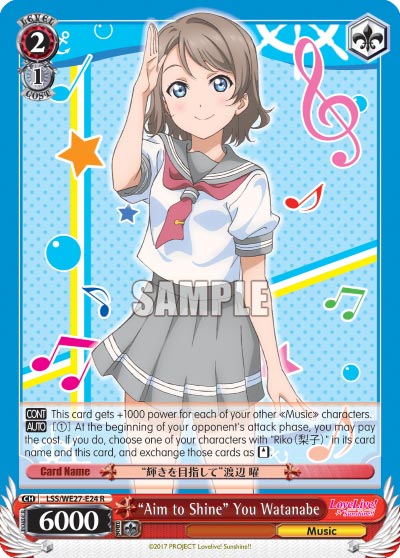 LEVEL
2
1
COST
SAMPLE
CONT This card gets +1000 power for each of your other «Music» characters.
AUTO [①] At the beginning of your opponent's attack phase, you may pay the
cost. If you do, choose one of your characters with "Riko (梨子)" in its card
name and this card, and exchange those cards as
Card Name
"輝きを目指して"渡辺 曜
CH LSS/WE27-E24 R
POWER
6000
"Aim to Shine" You Watanabe
LoveLive!
Sunshine!!
Music
©2017 PROJECT Lovelive! Sunshine!!